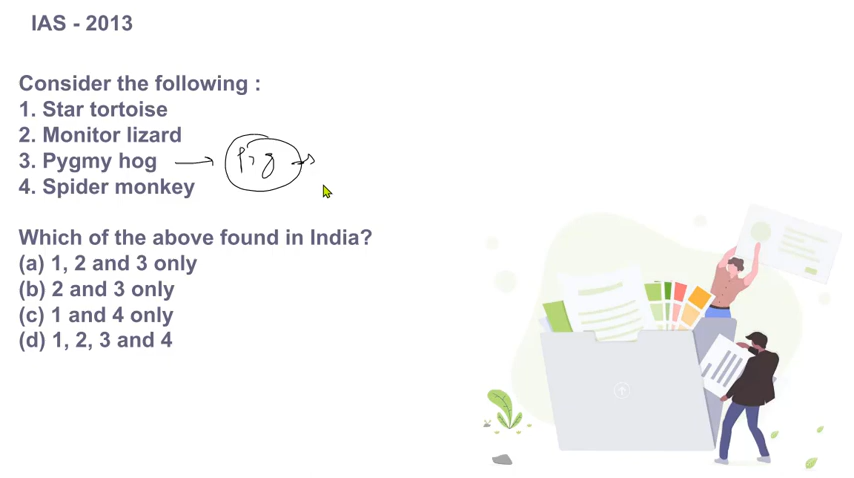 IAS - 2013
Consider the following :
1. Star tortoise
2. Monitor lizard
3. Pygmy hog → Pig
4. Spider monkey
Which of the above found in India?
(a) 1, 2 and 3 only
(b) 2 and 3 only
(c) 1 and 4 only
(d) 1, 2, 3 and 4